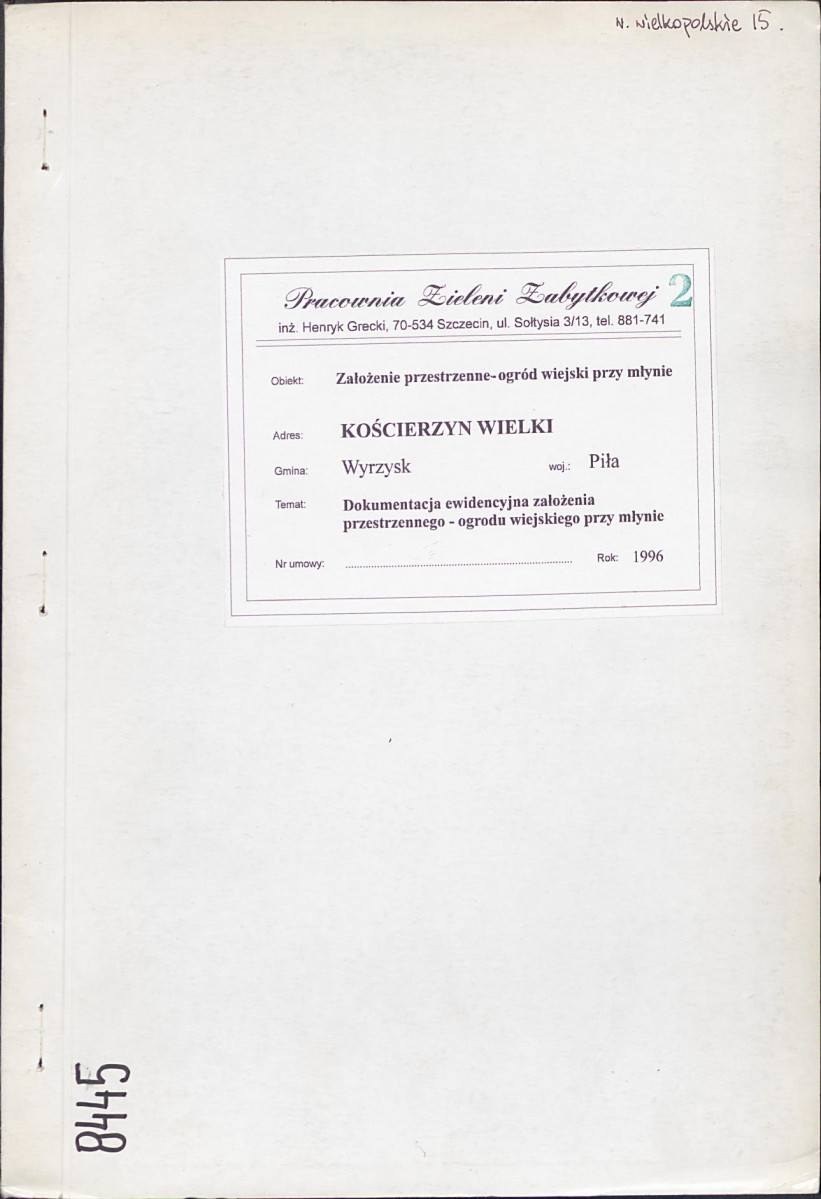 w. wielkopolskie 15.
Pracownia Zieleni Zabytkowej 2
inż. Henryk Grecki, 70-534 Szczecin, ul. Sołtysia 3/13, tel. 881-741
Obiekt: Założenie przestrzenne-ogród wiejski przy młynie
Adres: KOŚCIERZYN WIELKI
Gmina: Wyrzysk woj.: Piła
Temat: Dokumentacja ewidencyjna założenia
przestrzennego - ogrodu wiejskiego przy młynie
Nr umowy: ........................................................................... Rok: 1996
8445